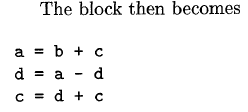 The block then becomes
a = b + c
d = a - d
c = d + c